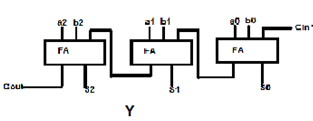 a2 b2 a1 b1 a0 b0 Cin
FA FA FA
Cout S2 S1 S0
Y